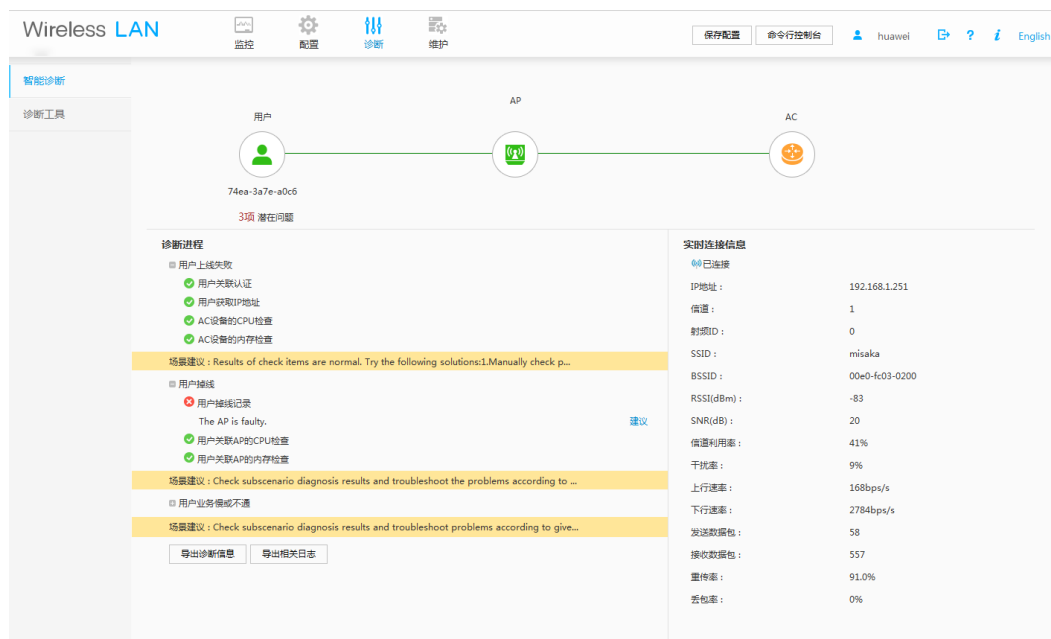 Wireless LAN
监控
配置
诊断
维护
保存配置
命令行控制台
huawei
?
i
English
智能诊断
诊断工具
用户
AP
AC
74ea-3a7e-a0c6
3项 潜在问题
诊断进程
用户上线失败
用户关联认证
用户获取IP地址
AC设备的CPU检查
AC设备的内存检查
场景建议 : Results of check items are normal. Try the following solutions:1.Manually check p...
用户掉线
用户掉线记录
The AP is faulty.
建议
用户关联AP的CPU检查
用户关联AP的内存检查
场景建议 : Check subscenario diagnosis results and troubleshoot the problems according to ...
用户业务慢或不通
场景建议 : Check subscenario diagnosis results and troubleshoot problems according to give...
导出诊断信息
导出相关日志
实时连接信息
已连接
IP地址 : 192.168.1.251
信道 : 1
射频ID : 0
SSID : misaka
BSSID : 00e0-fc03-0200
RSSI(dBm) : -83
SNR(dB) : 20
信道利用率 : 41%
干扰率 : 9%
上行速率 : 168bps/s
下行速率 : 2784bps/s
发送数据包 : 58
接收数据包 : 557
重传率 : 91.0%
丢包率 : 0%